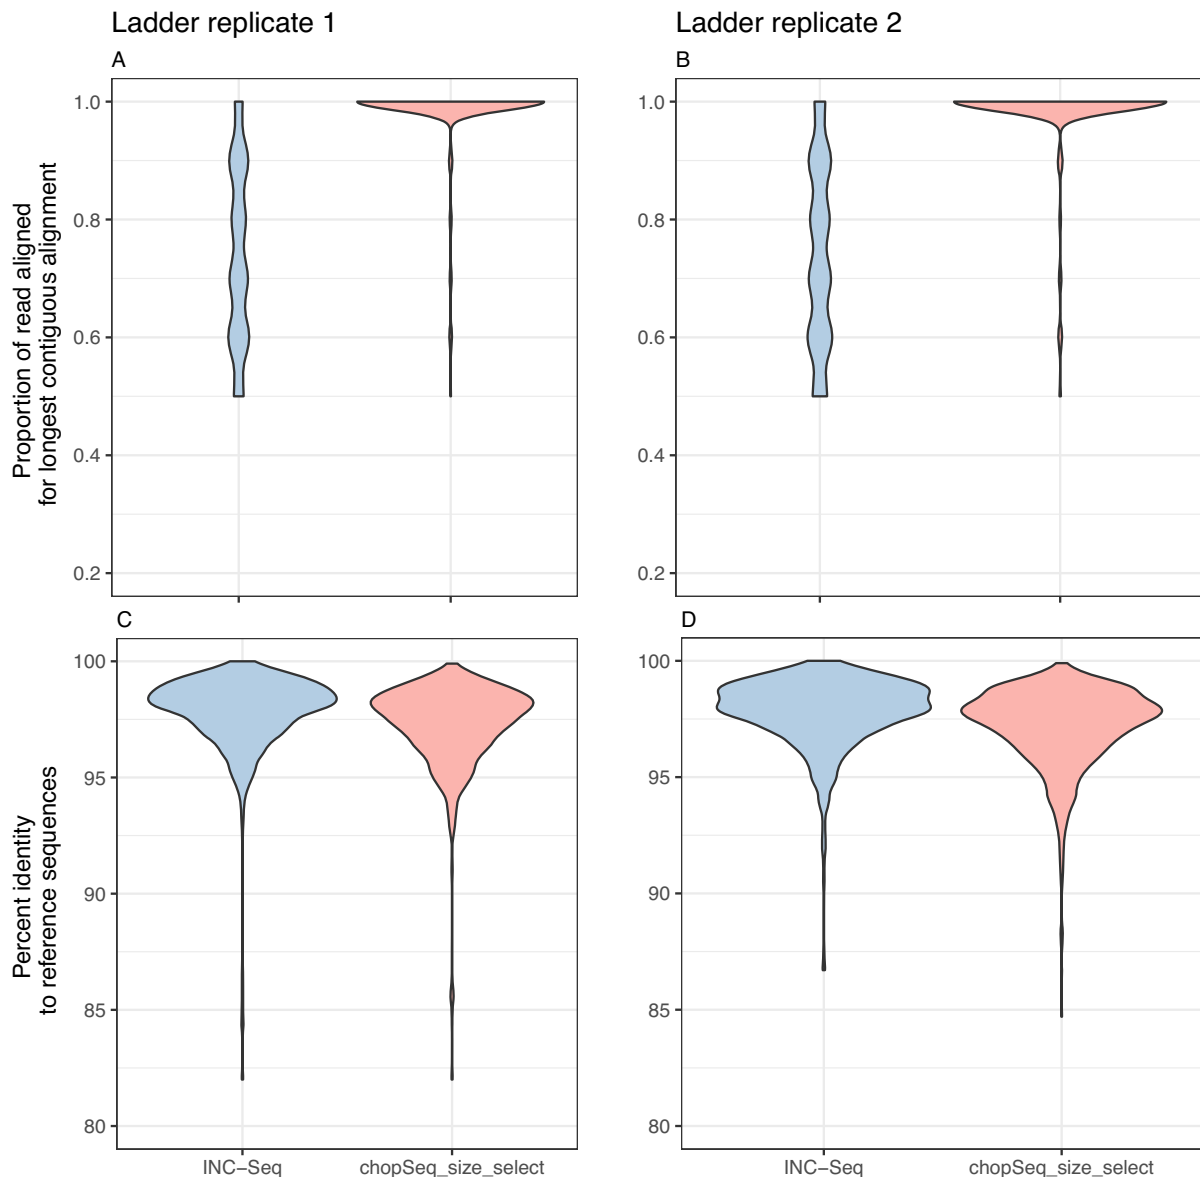 Ladder replicate 1
Ladder replicate 2
A
B
Proportion of read aligned
for longest contiguous alignment
1.0
0.8
0.6
0.4
0.2
1.0
0.8
0.6
0.4
0.2
C
D
Percent identity
to reference sequences
100
95
90
85
80
100
95
90
85
80
INC−Seq
chopSeq_size_select
INC−Seq
chopSeq_size_select